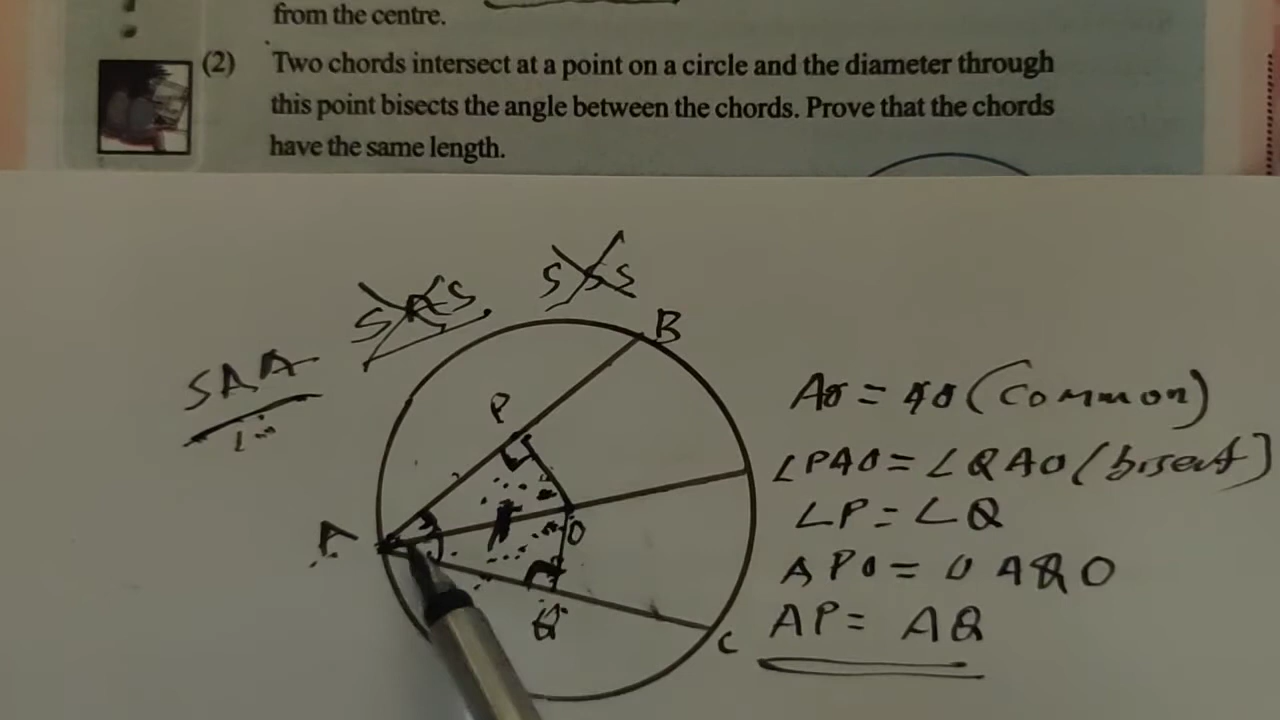 from the centre.
(2) Two chords intersect at a point on a circle and the diameter through
this point bisects the angle between the chords. Prove that the chords
have the same length.
SAS
SSS
SAA
B
P
A
O
Q
C
AO = AO (Common)
∠PAO = ∠QAO (bisect)
∠P = ∠Q
△PO = △AQO
AP = AQ